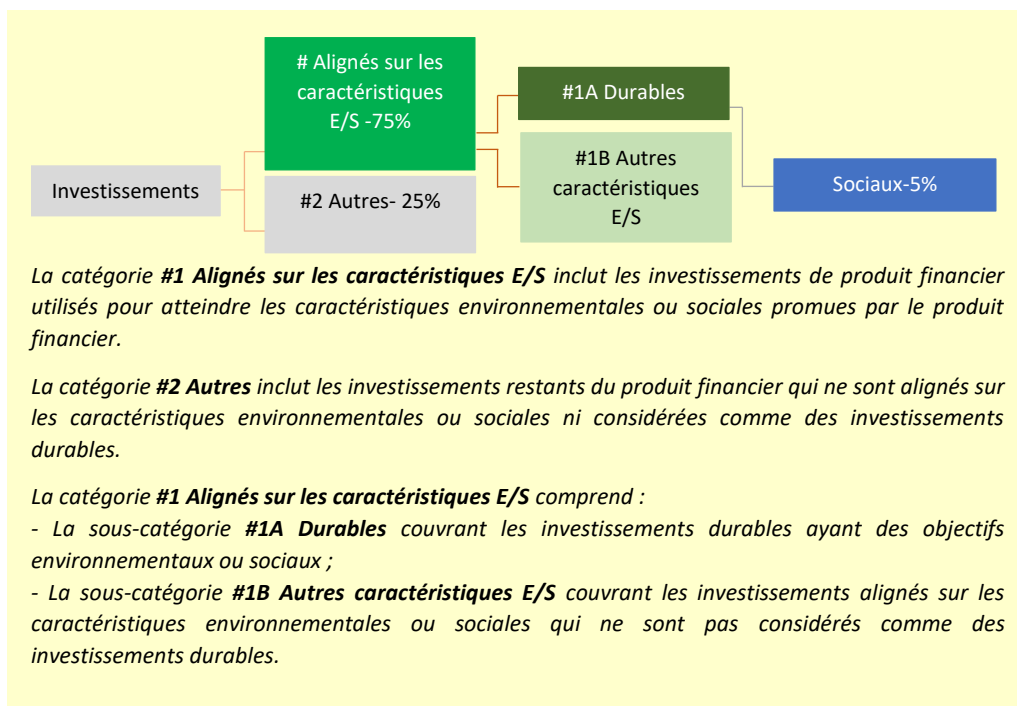 # Alignés sur les
caractéristiques
E/S -75%
#1A Durables
Investissements
#2 Autres- 25%
#1B Autres
caractéristiques
E/S
Sociaux-5%
La catégorie #1 Alignés sur les caractéristiques E/S inclut les investissements de produit financier
utilisés pour atteindre les caractéristiques environnementales ou sociales promues par le produit
financier.
La catégorie #2 Autres inclut les investissements restants du produit financier qui ne sont alignés sur
les caractéristiques environnementales ou sociales ni considérées comme des investissements
durables.
La catégorie #1 Alignés sur les caractéristiques E/S comprend :
- La sous-catégorie #1A Durables couvrant les investissements durables ayant des objectifs
environnementaux ou sociaux ;
- La sous-catégorie #1B Autres caractéristiques E/S couvrant les investissements alignés sur les
caractéristiques environnementales ou sociales qui ne sont pas considérés comme des
investissements durables.